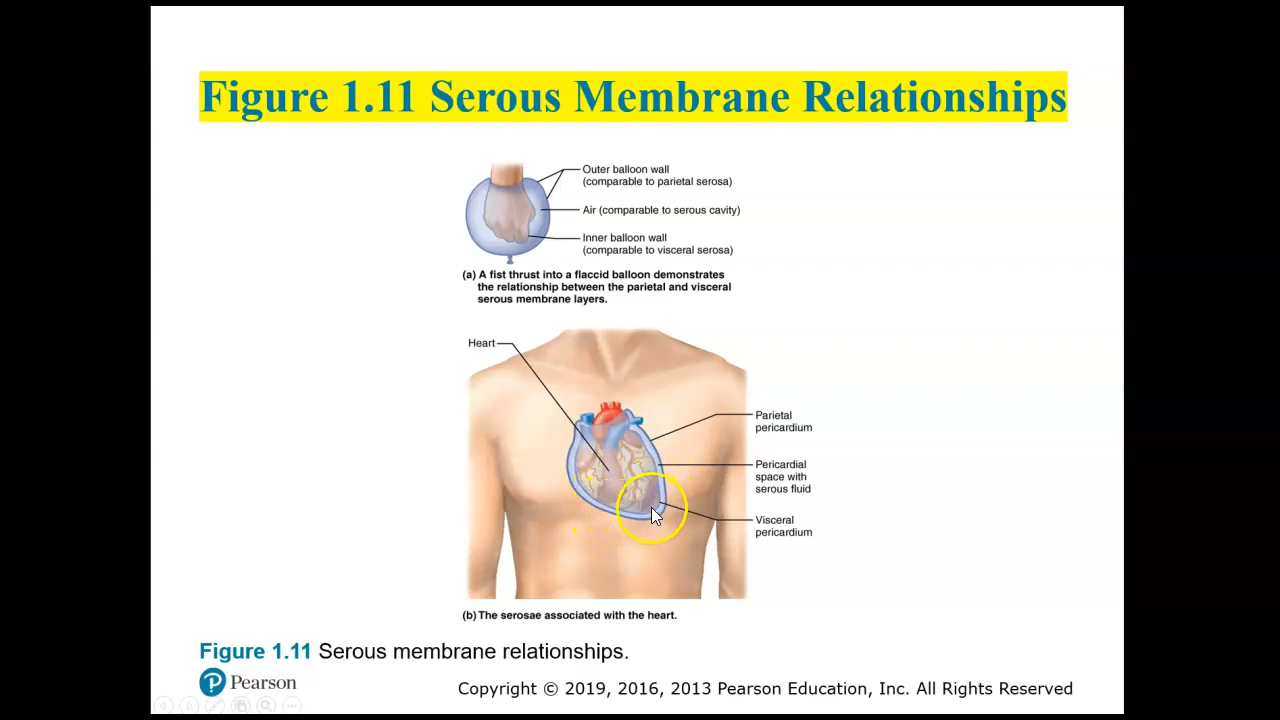 Figure 1.11 Serous Membrane Relationships
Outer balloon wall
(comparable to parietal serosa)
Air (comparable to serous cavity)
Inner balloon wall
(comparable to visceral serosa)
(a) A fist thrust into a flaccid balloon demonstrates
the relationship between the parietal and visceral
serous membrane layers.
Heart
Parietal
pericardium
Pericardial
space with
serous fluid
Visceral
pericardium
(b) The serosae associated with the heart.
Figure 1.11 Serous membrane relationships.
P Pearson
Copyright © 2019, 2016, 2013 Pearson Education, Inc. All Rights Reserved